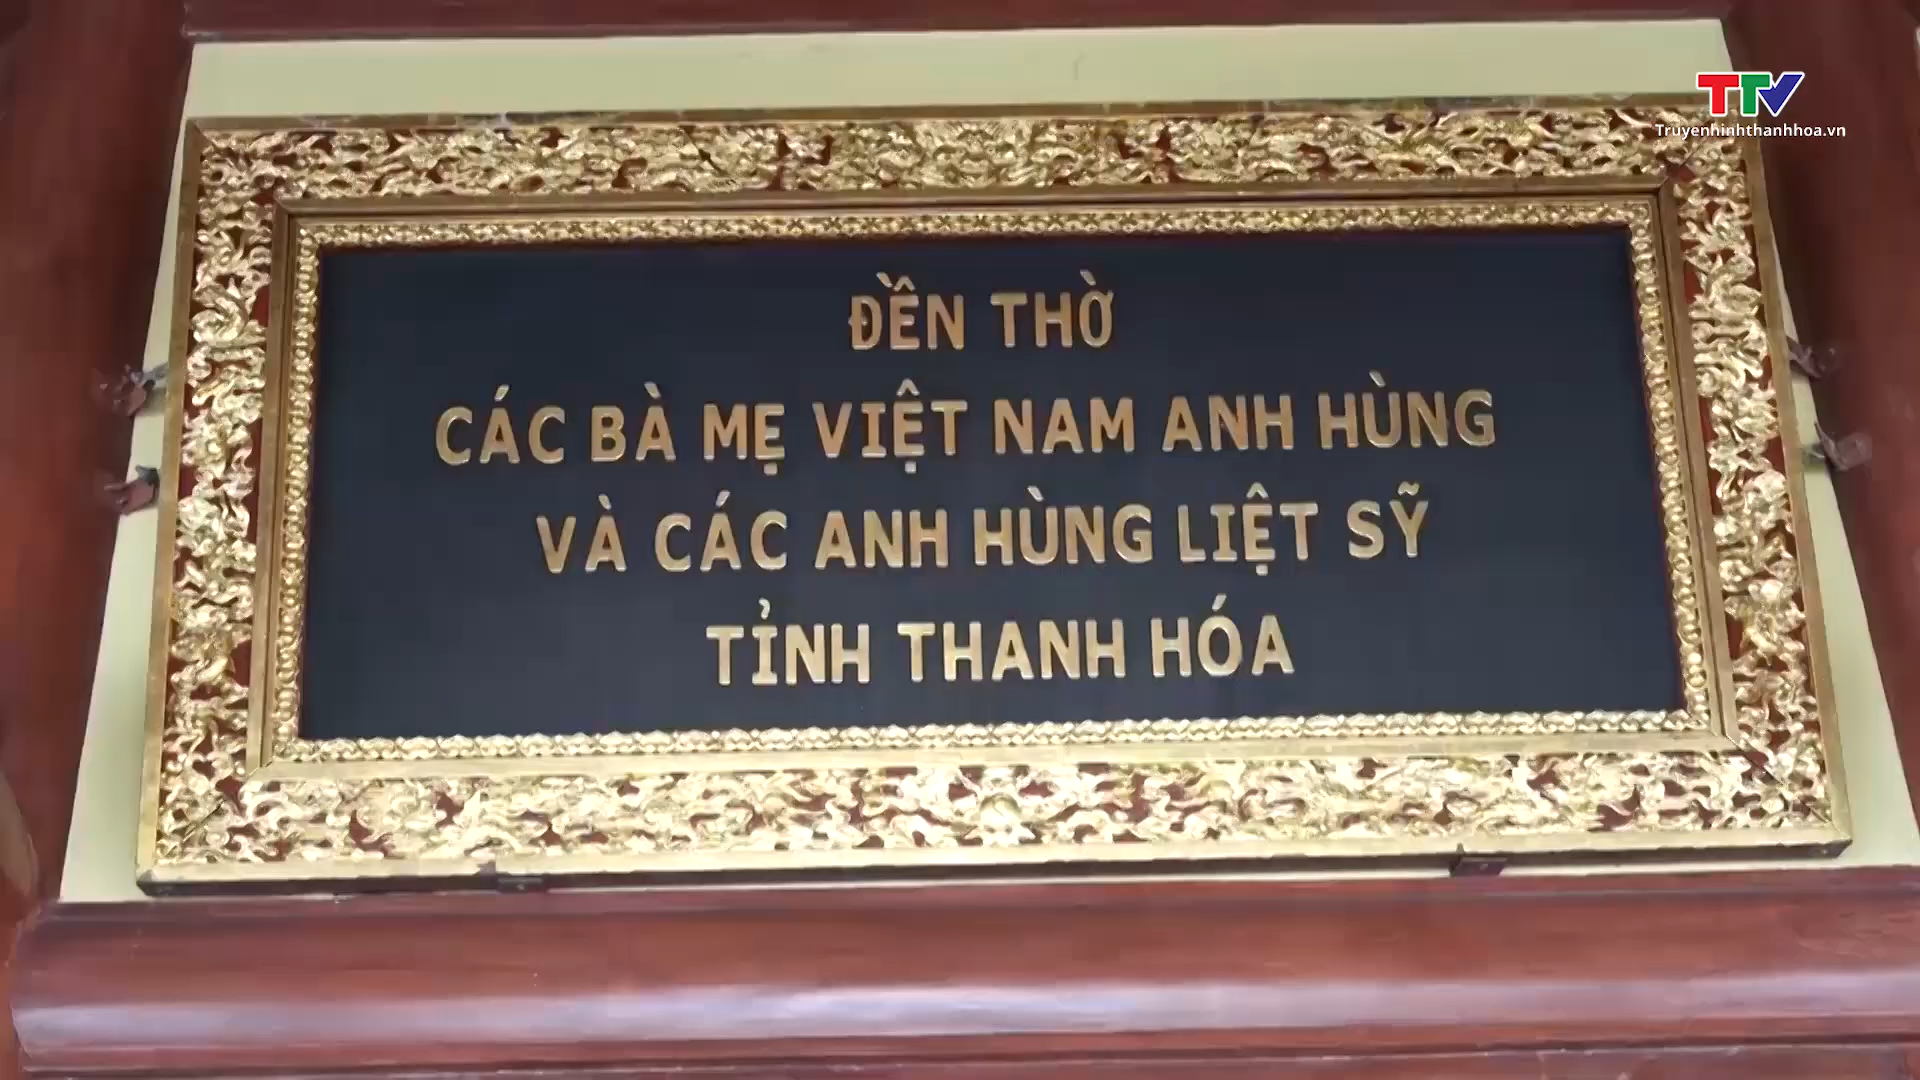 TTV
Truyenhinhthanhhoa.vn
ĐỀN THỜ
CÁC BÀ MẸ VIỆT NAM ANH HÙNG
VÀ CÁC ANH HÙNG LIỆT SỸ
TỈNH THANH HÓA